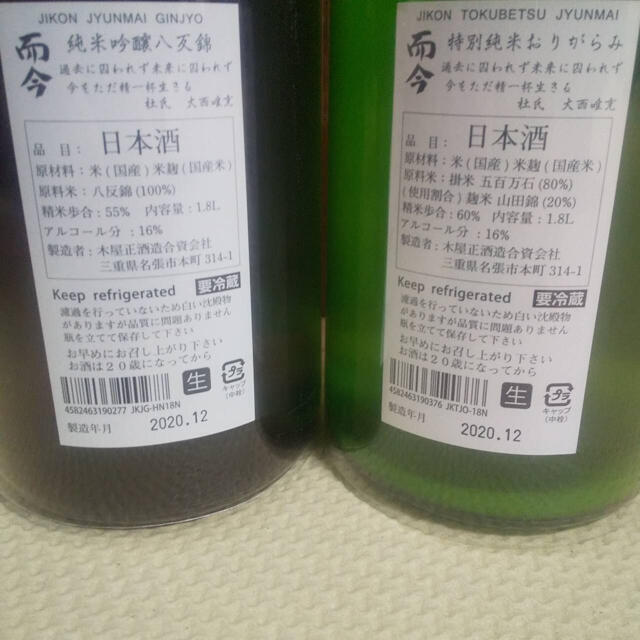 JIKON JYUNMAI GINJYO
而今 純米吟醸八反錦
過去に囚われず未来に囚われず
今をただ精一杯生きる
杜氏 大西唯克
品目: 日本酒
原材料:米(国産)米麹(国産米)
原料米:八反錦(100%)
精米歩合:55% 内容量:1.8L
アルコール分:16%
製造者:木屋正酒造合資会社
三重県名張市本町314-1
Keep refrigerated 要冷蔵
濾過を行っていないため白い沈殿物
がありますが品質に問題ありません
瓶を立てて保存して下さい
お早めにお召し上がり下さい
お酒は20歳になってから
生
プラ
キャップ
(中栓)
4582463190277 JKJG-HN18N
製造年月 2020.12
JIKON TOKUBETSU JYUNMAI
而今 特別純米おりがらみ
過去に囚われず未来に囚われず
今をただ精一杯生きる
杜氏 大西唯克
品目: 日本酒
原材料:米(国産)米麹(国産米)
原料米:掛米 五百万石(80%)
(使用割合)麹米 山田錦(20%)
精米歩合:60% 内容量:1.8L
アルコール分:16%
製造者:木屋正酒造合資会社
三重県名張市本町314-1
Keep refrigerated 要冷蔵
濾過を行っていないため白い沈殿物
がありますが品質に問題ありません
瓶を立てて保存して下さい
お早めにお召し上がり下さい
お酒は20歳になってから
生
プラ
キャップ
(中栓)
4582463190376 JKTJO-18N
製造年月 2020.12